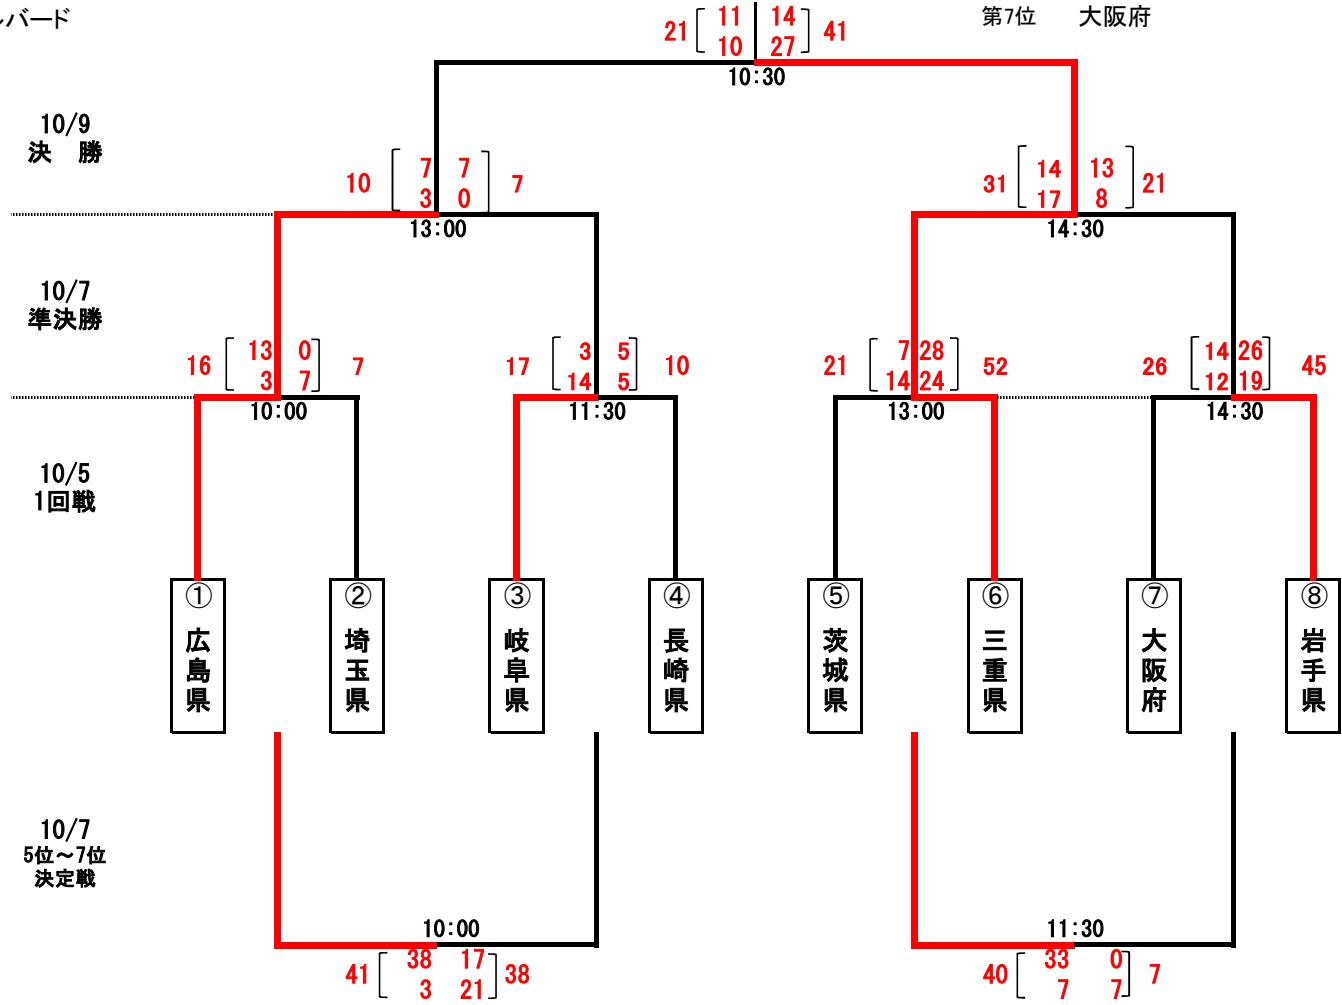 バード
第7位 大阪府
21 11 14 41
10 27
10:30
10/9
決 勝
10 7 7 7
3 0
13:00
31 14 13 21
17 8
14:30
10/7
準決勝
16 13 0 7
3 7
10:00
17 3 5 10
14 5
11:30
21 7 28 52
14 24
13:00
26 14 26 45
12 19
14:30
10/5
1回戦
① 広島県
② 埼玉県
③ 岐阜県
④ 長崎県
⑤ 茨城県
⑥ 三重県
⑦ 大阪府
⑧ 岩手県
10/7
5位～7位
決定戦
10:00
41 38 17 38
3 21
11:30
40 33 0 7
7 7